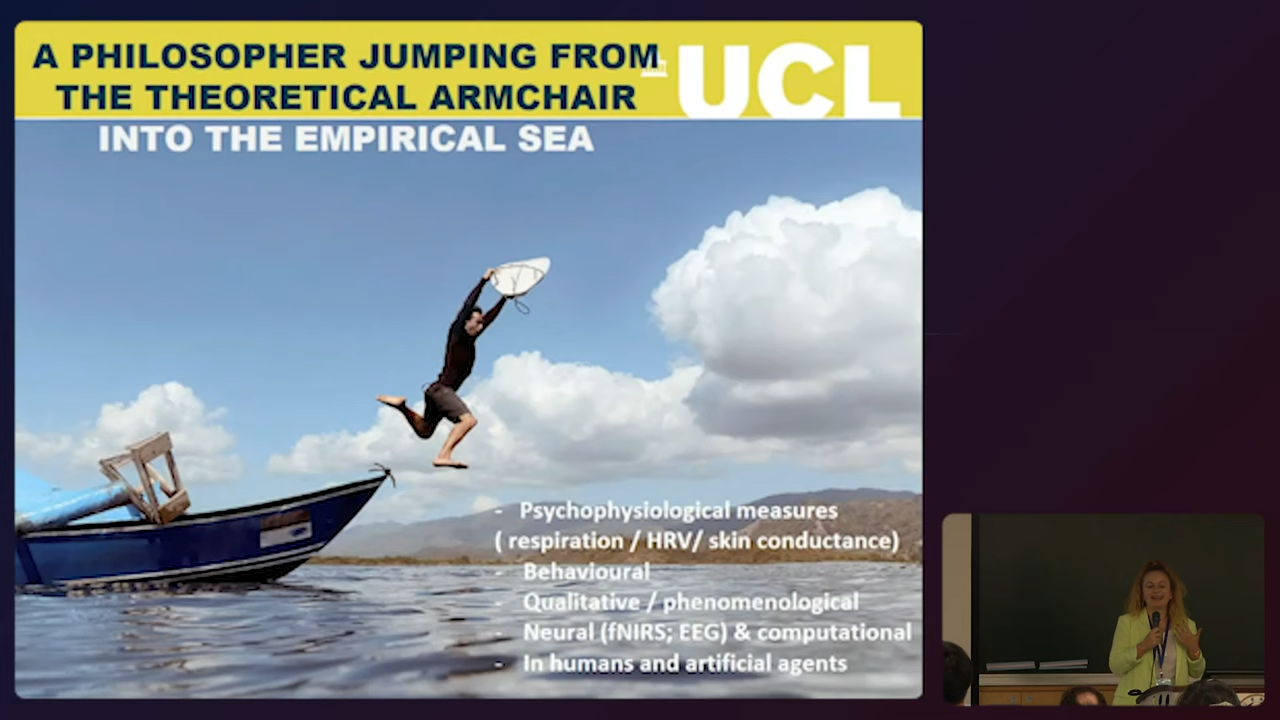 A PHILOSOPHER JUMPING FROM
THE THEORETICAL ARMCHAIR
INTO THE EMPIRICAL SEA
UCL
- Psychophysiological measures
( respiration / HRV/ skin conductance)
- Behavioural
- Qualitative / phenomenological
- Neural (fNIRS; EEG) & computational
- In humans and artificial agents